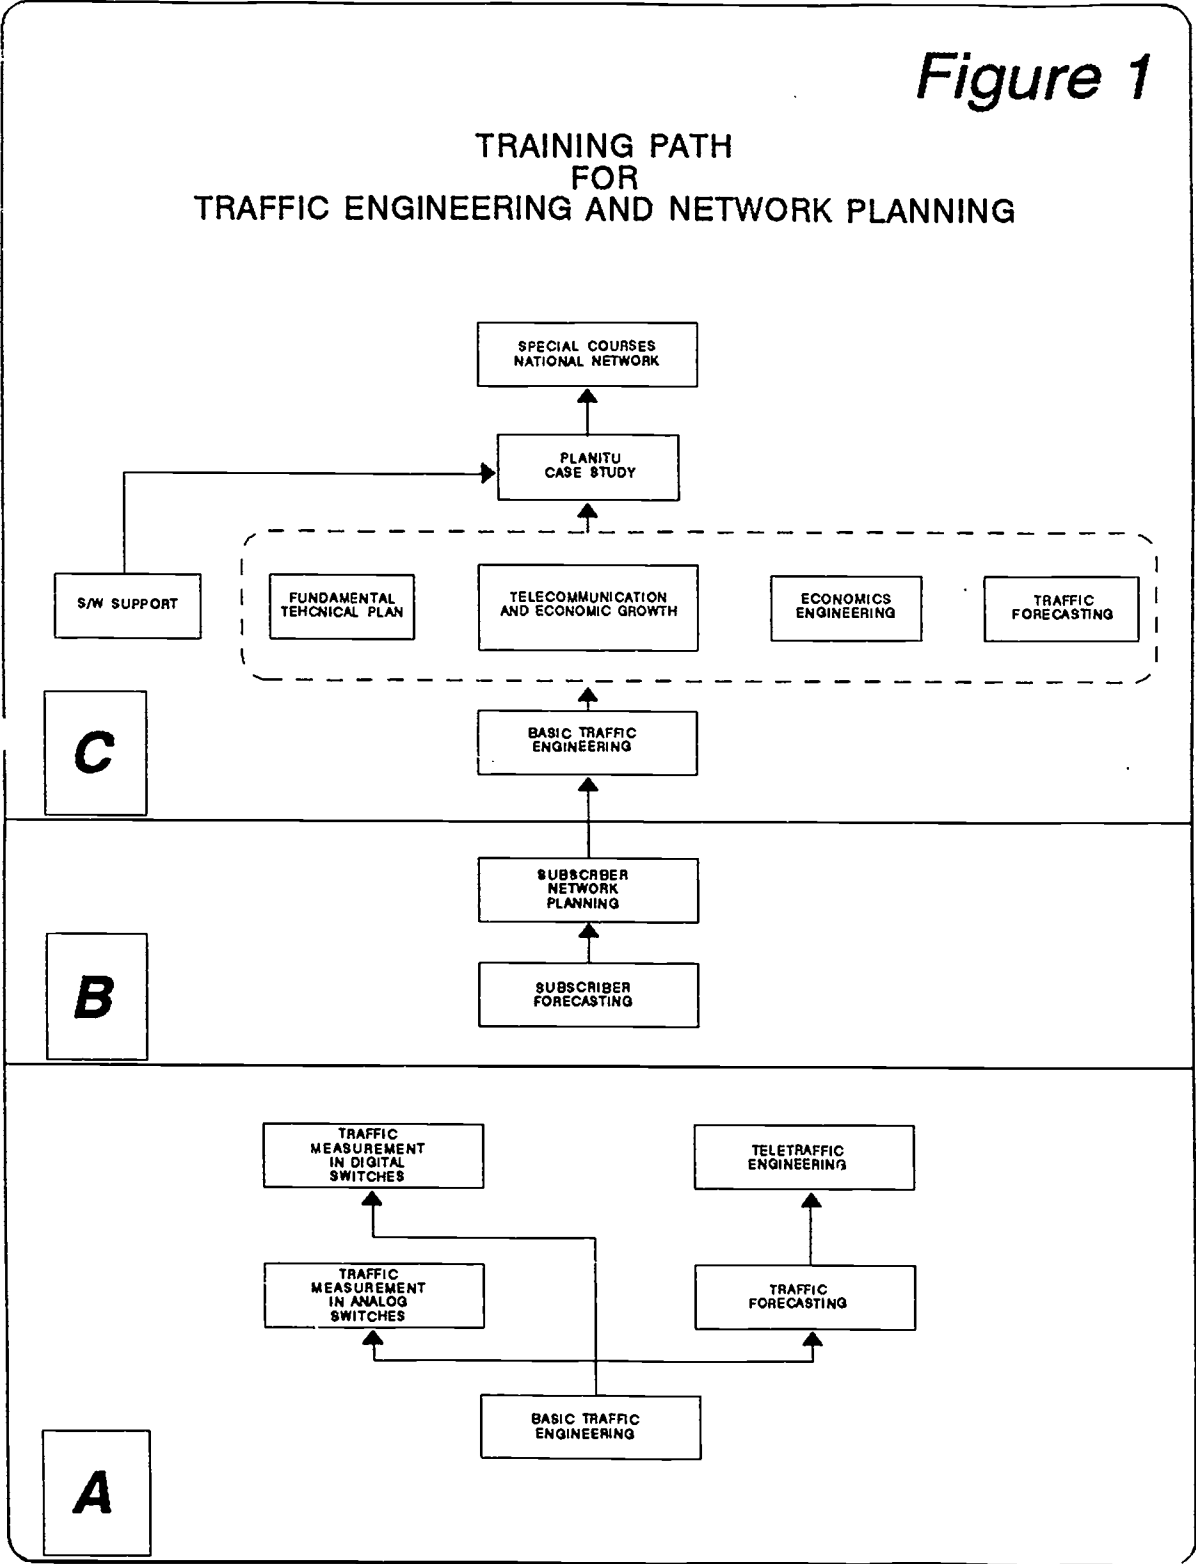 Figure 1
TRAINING PATH
FOR
TRAFFIC ENGINEERING AND NETWORK PLANNING
SPECIAL COURSES
NATIONAL NETWORK
PLANITU
CASE STUDY
S/W SUPPORT
FUNDAMENTAL
TEHCNICAL PLAN
TELECOMMUNICATION
AND ECONOMIC GROWTH
ECONOMICS
ENGINEERING
TRAFFIC
FORECASTING
C
BASIC TRAFFIC
ENGINEERING
SUBSCRBER
NETWORK
PLANNING
B
SUBSCRIBER
FORECASTING
TRAFFIC
MEASUREMENT
IN DIGITAL
SWITCHES
TELETRAFFIC
ENGINEERING
TRAFFIC
MEASUREMENT
IN ANALOG
SWITCHES
TRAFFIC
FORECASTING
BASIC TRAFFIC
ENGINEERING
A